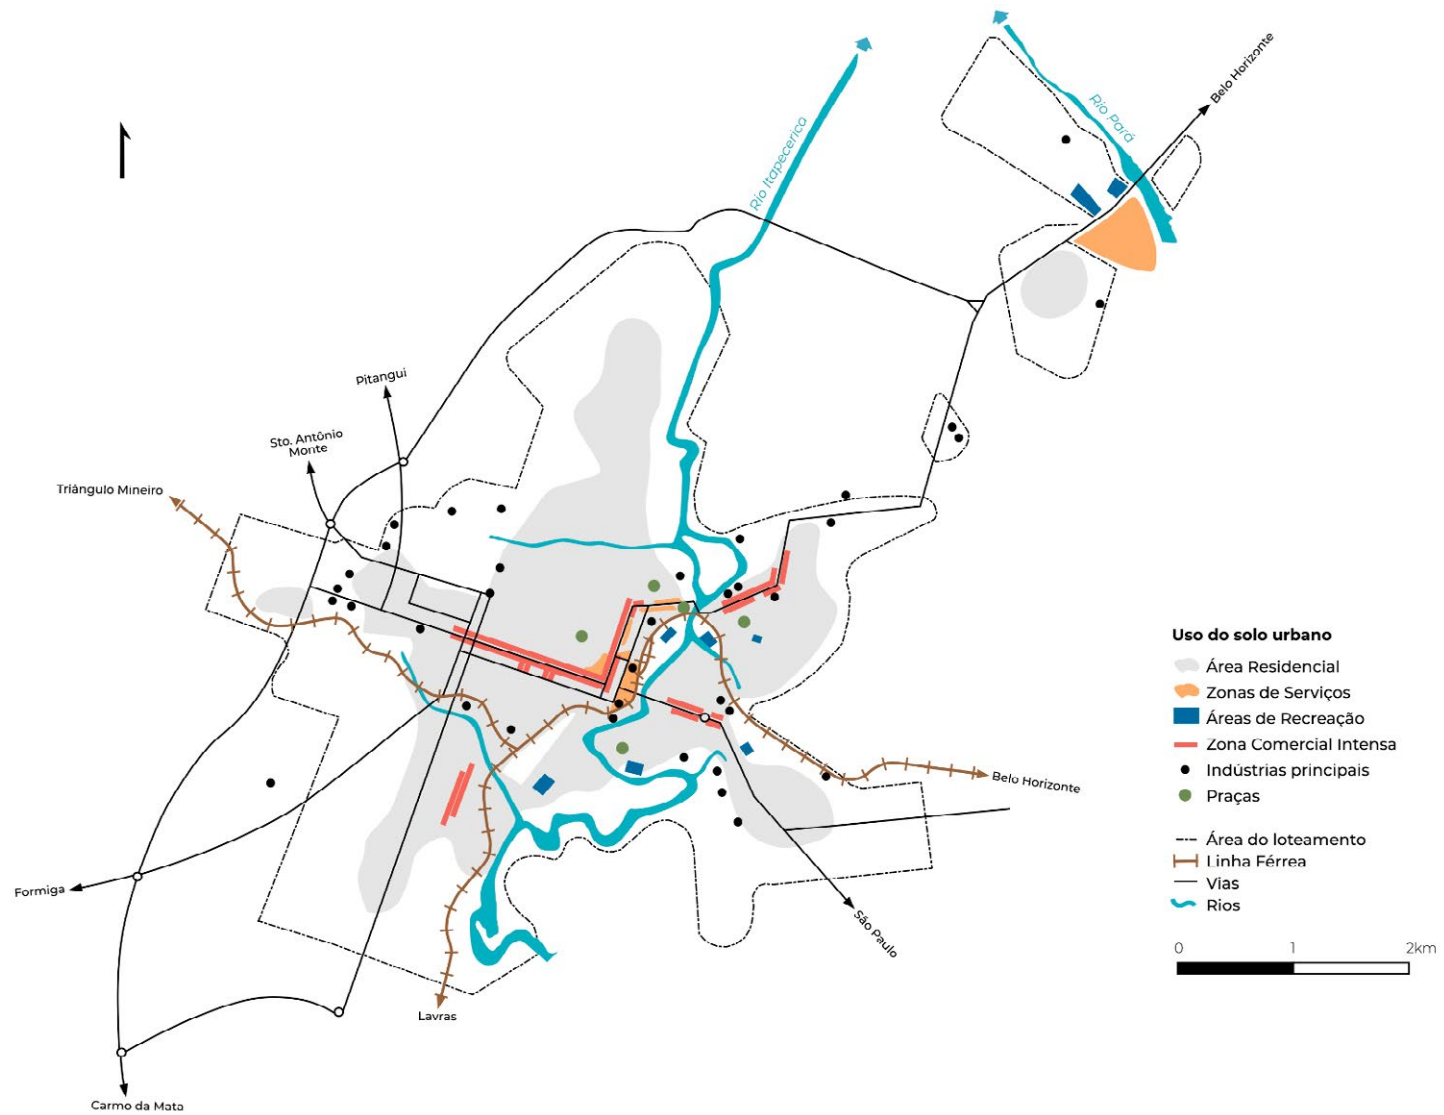 Belo Horizonte
Rio Pará
Rio Itapecerica
Pitangui
Sto. Antônio
Monte
Triângulo Mineiro
Uso do solo urbano
Área Residencial
Zonas de Serviços
Áreas de Recreação
Zona Comercial Intensa
Indústrias principais
Praças
Área do loteamento
Linha Férrea
Vias
Rios
0 1 2km
Belo Horizonte
Formiga
São Paulo
Lavras
Carmo da Mata